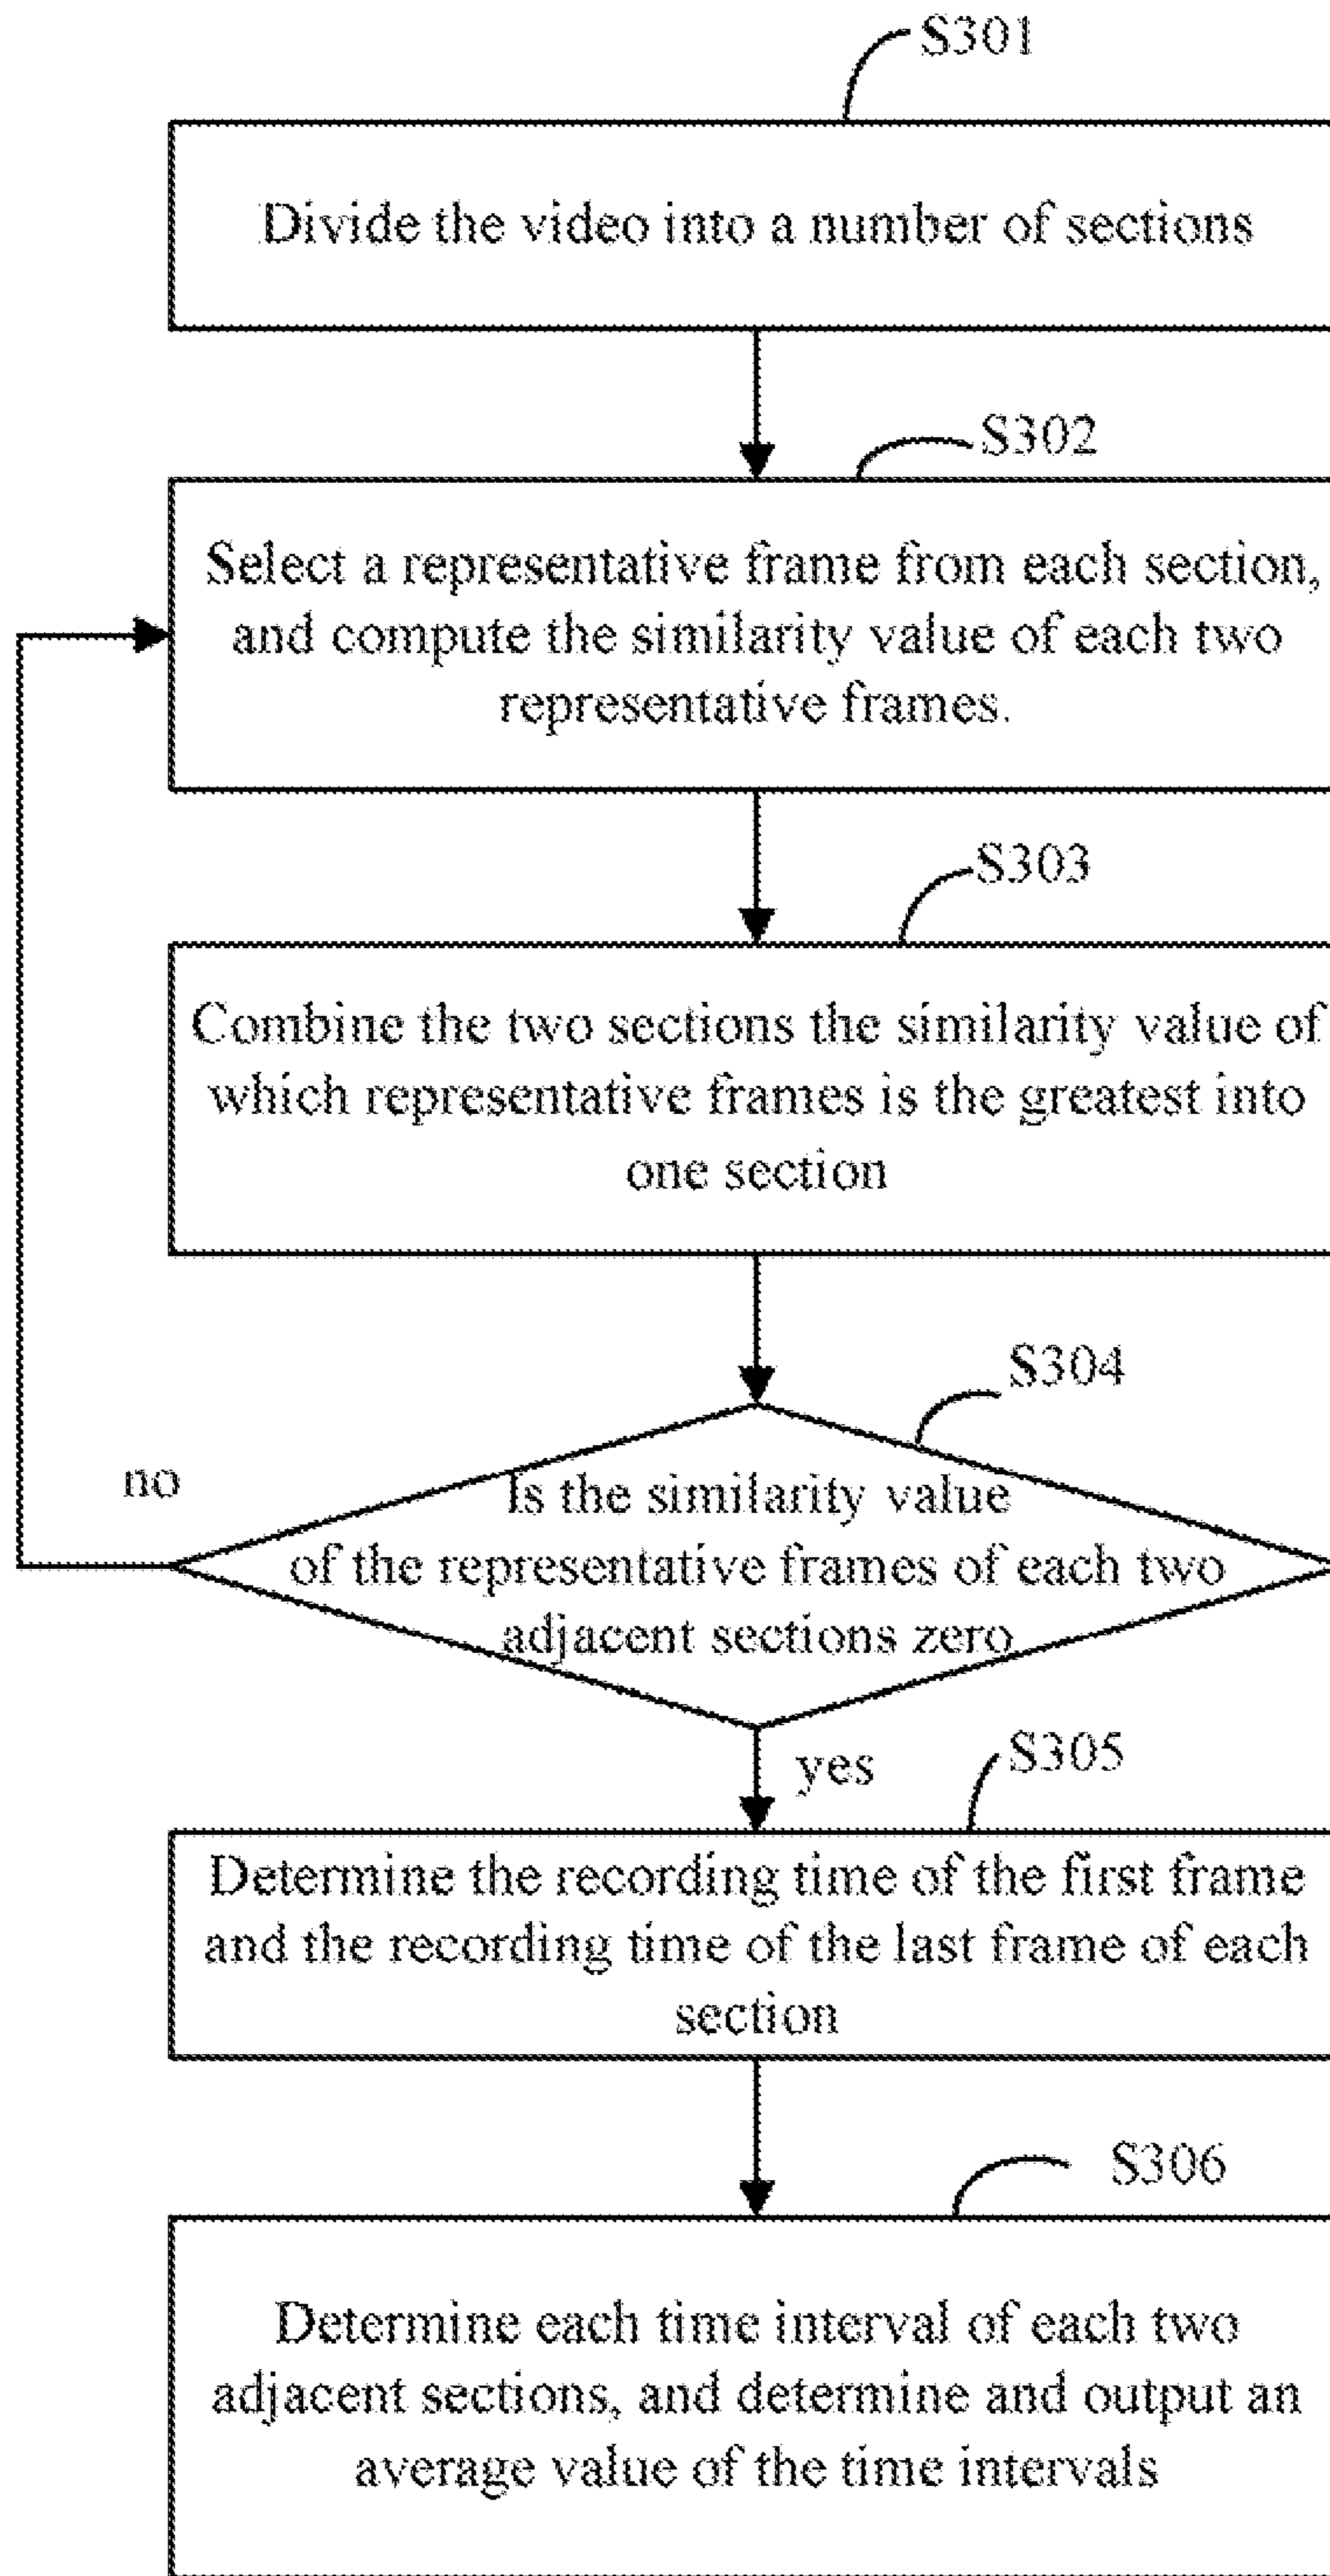 S301
Divide the video into a number of sections
S302
Select a representative frame from each section,
and compute the similarity value of each two
representative frames.
S303
Combine the two sections the similarity value of
which representative frames is the greatest into
one section
S304
no
Is the similarity value
of the representative frames of each two
adjacent sections zero
yes
S305
Determine the recording time of the first frame
and the recording time of the last frame of each
section
S306
Determine each time interval of each two
adjacent sections, and determine and output an
average value of the time intervals